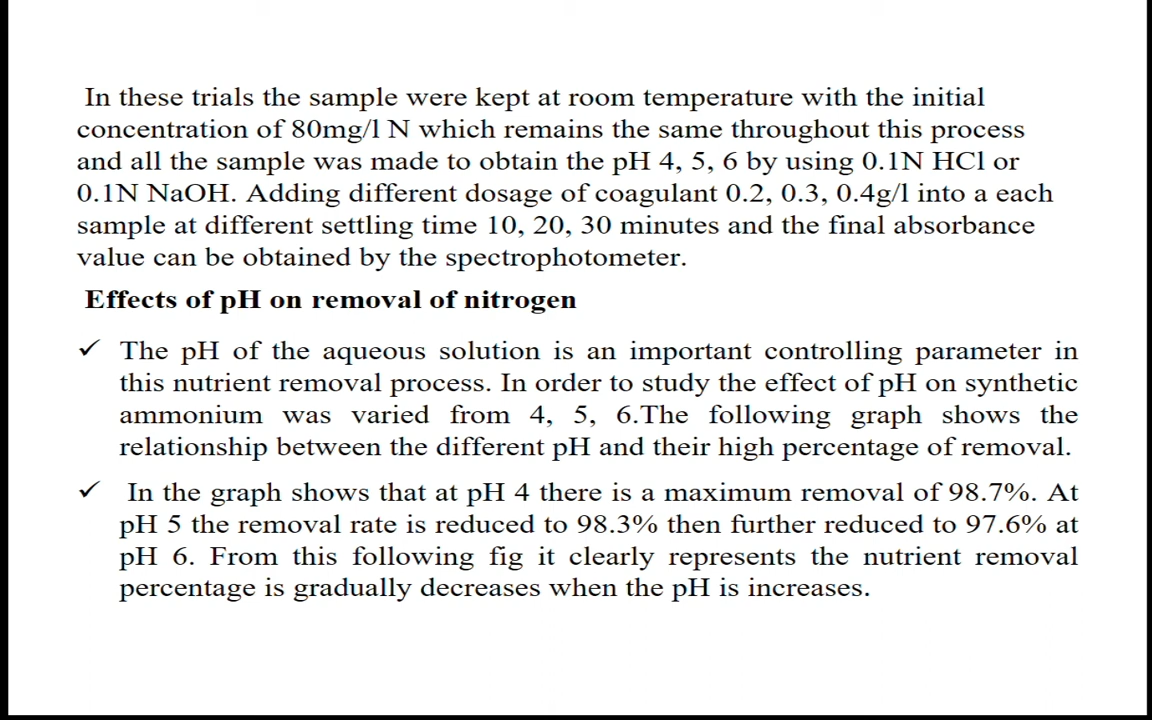 In these trials the sample were kept at room temperature with the initial
concentration of 80mg/l N which remains the same throughout this process
and all the sample was made to obtain the pH 4, 5, 6 by using 0.1N HCl or
0.1N NaOH. Adding different dosage of coagulant 0.2, 0.3, 0.4g/l into a each
sample at different settling time 10, 20, 30 minutes and the final absorbance
value can be obtained by the spectrophotometer.
Effects of pH on removal of nitrogen
✓ The pH of the aqueous solution is an important controlling parameter in
this nutrient removal process. In order to study the effect of pH on synthetic
ammonium was varied from 4, 5, 6.The following graph shows the
relationship between the different pH and their high percentage of removal.
✓ In the graph shows that at pH 4 there is a maximum removal of 98.7%. At
pH 5 the removal rate is reduced to 98.3% then further reduced to 97.6% at
pH 6. From this following fig it clearly represents the nutrient removal
percentage is gradually decreases when the pH is increases.